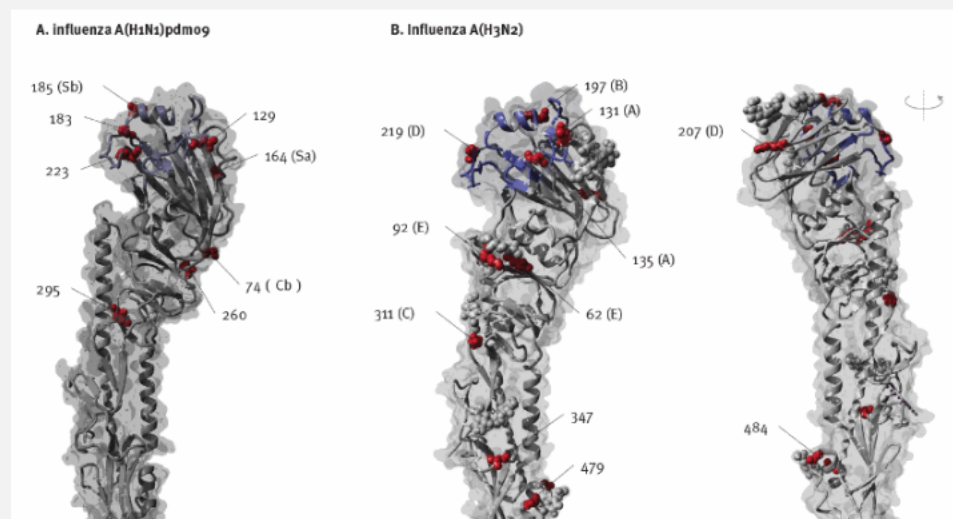 A. influenza A(H1N1)pdm09
B. Influenza A(H3N2)
185 (Sb)
183
223
129
164 (Sa)
74 ( Cb )
260
295
197 (B)
131 (A)
219 (D)
92 (E)
135 (A)
62 (E)
311 (C)
347
479
207 (D)
484